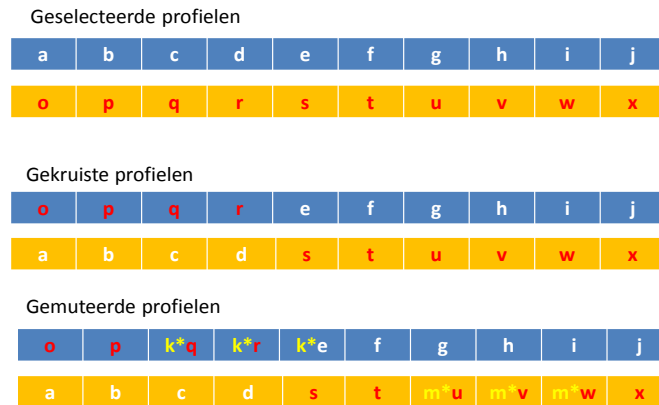 Geselecteerde profielen
a b c d e f g h i j
o p q r s t u v w x
Gekruiste profielen
o p q r e f g h i j
a b c d s t u v w x
Gemuteerde profielen
o p k*q k*r k*e f g h i j
a b c d s t m*u m*v m*w x